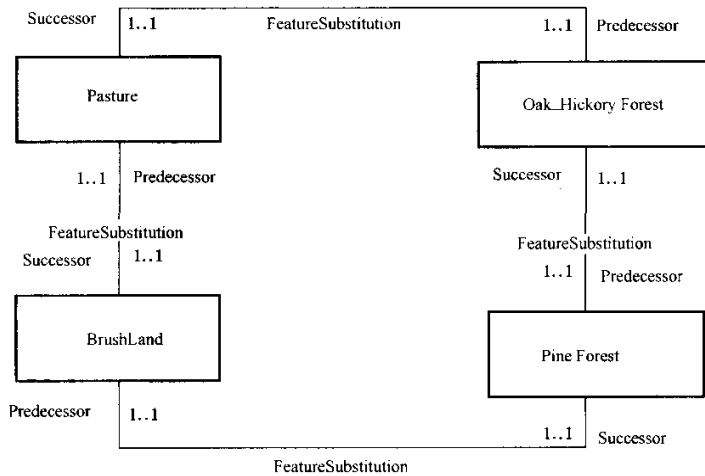 Successor 1..1 FeatureSubstitution 1..1 Predecessor
Pasture
Oak_Hickory Forest
1..1 Predecessor
Successor 1..1
FeatureSubstitution
Successor 1..1
FeatureSubstitution
1..1 Predecessor
BrushLand
Pine Forest
Predecessor 1..1
1..1 Successor
FeatureSubstitution